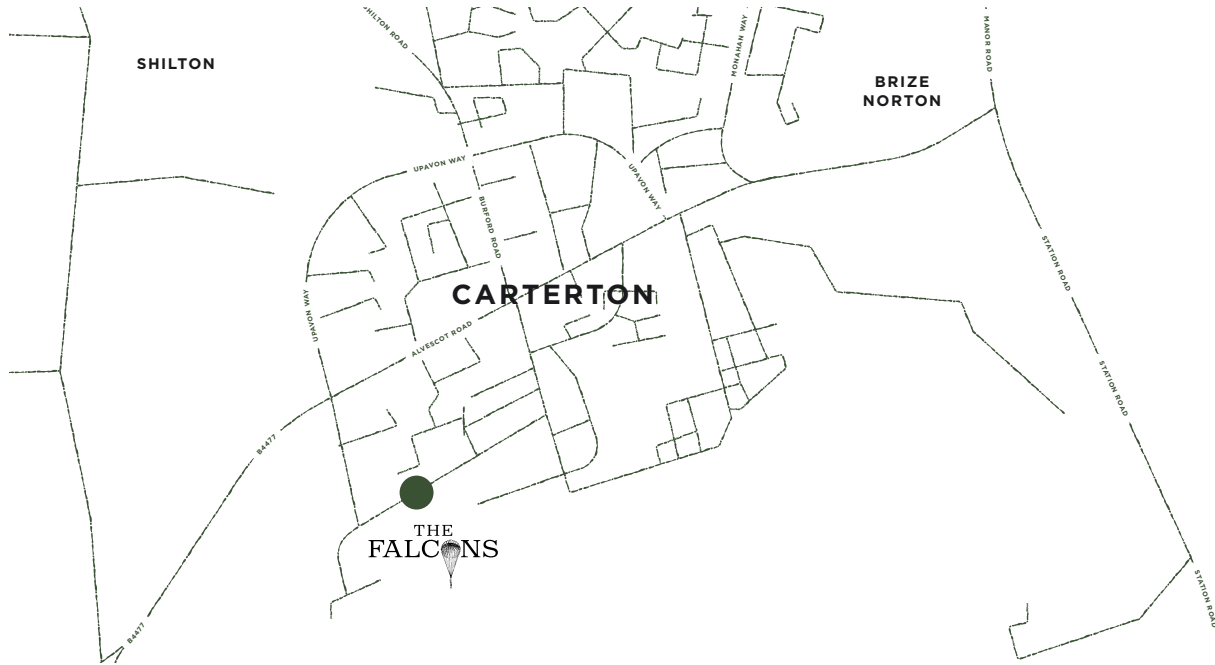 SHILTON ROAD
MONAHAN WAY
MANOR ROAD
SHILTON
BRIZE
NORTON
UPAVON WAY
UPAVON WAY
BURFORD ROAD
STATION ROAD
CARTERTON
UPAVON WAY
ALVESCOT ROAD
STATION ROAD
B4477
THE
FALCONS
STATION ROAD
B4477